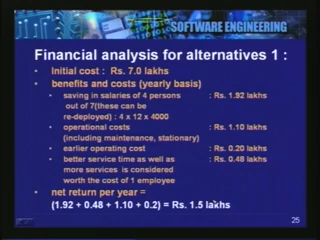 SOFTWARE ENGINEERING
Financial analysis for alternatives 1 :
• Initial cost : Rs. 7.0 lakhs
• benefits and costs (yearly basis)
• saving in salaries of 4 persons : Rs. 1.92 lakhs
out of 7(these can be
re-deployed) : 4 x 12 x 4000
• operational costs : Rs. 1.10 lakhs
(including maintenance, stationary)
• earlier operating cost : Rs. 0.20 lakhs
• better service time as well as : Rs. 0.48 lakhs
more services is considered
worth the cost of 1 employee
• net return per year =
(1.92 + 0.48 + 1.10 + 0.2) = Rs. 1.5 lakhs
25